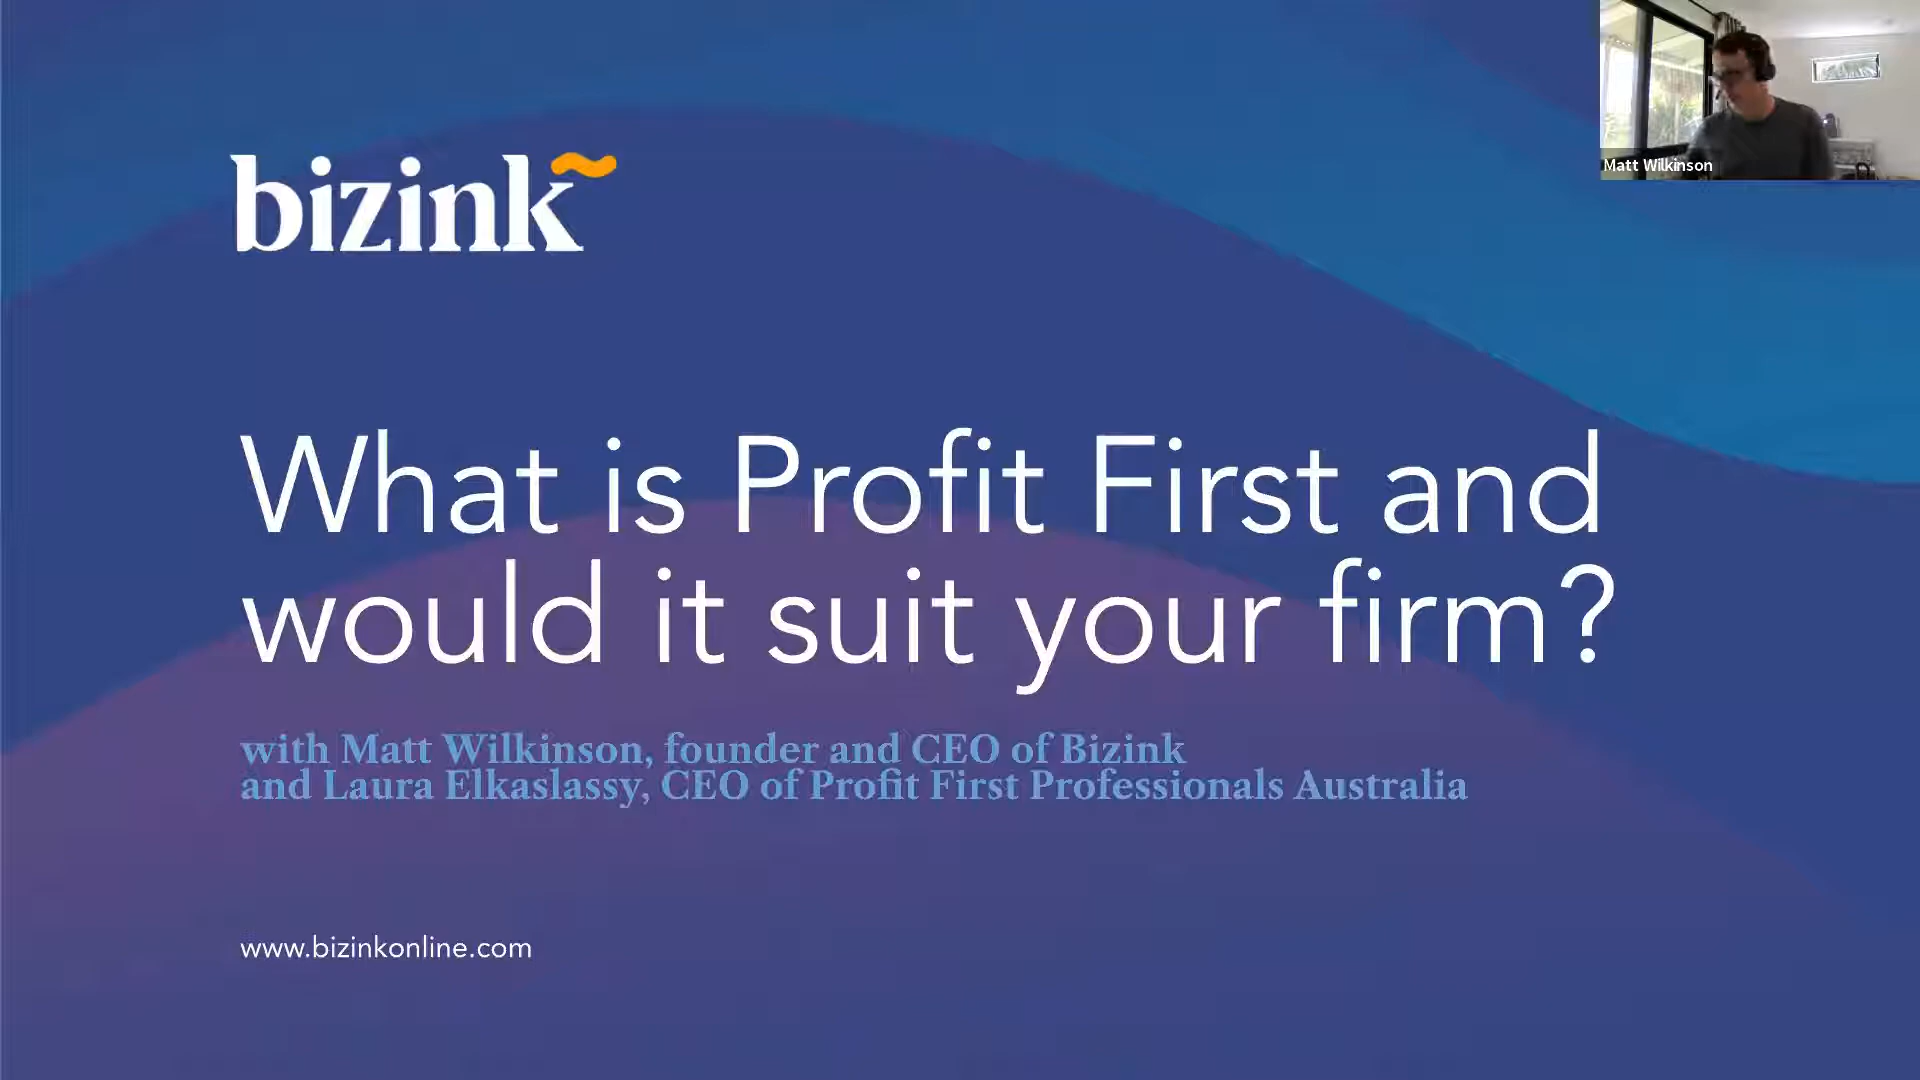 bizink
Matt Wilkinson
What is Profit First and
would it suit your firm?
with Matt Wilkinson, founder and CEO of Bizink
and Laura Elkaslassy, CEO of Profit First Professionals Australia
www.bizinkonline.com